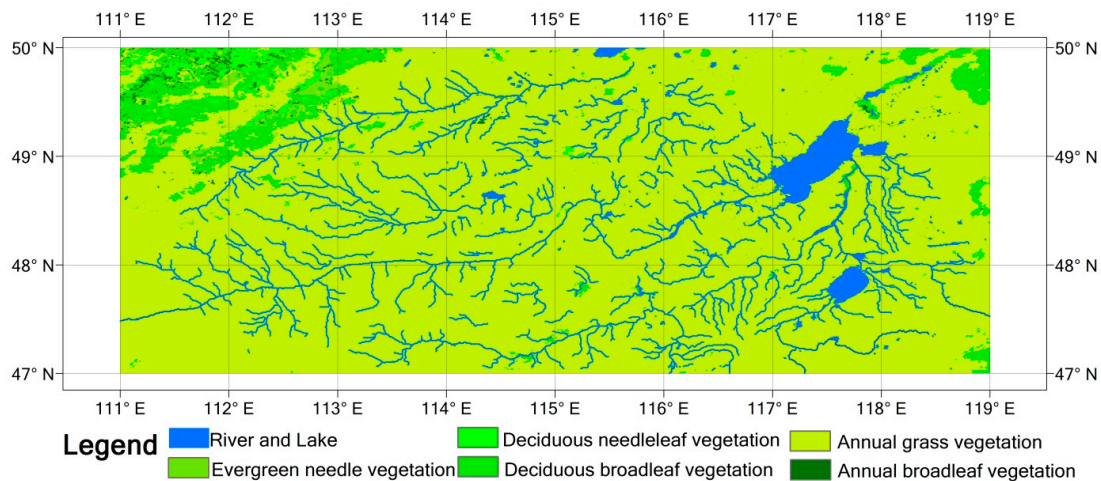 111° E 112° E 113° E 114° E 115° E 116° E 117° E 118° E 119° E
50° N 50° N
49° N 49° N
48° N 48° N
47° N 47° N
111° E 112° E 113° E 114° E 115° E 116° E 117° E 118° E 119° E
Legend
River and Lake Deciduous needleleaf vegetation Annual grass vegetation
Evergreen needle vegetation Deciduous broadleaf vegetation Annual broadleaf vegetation